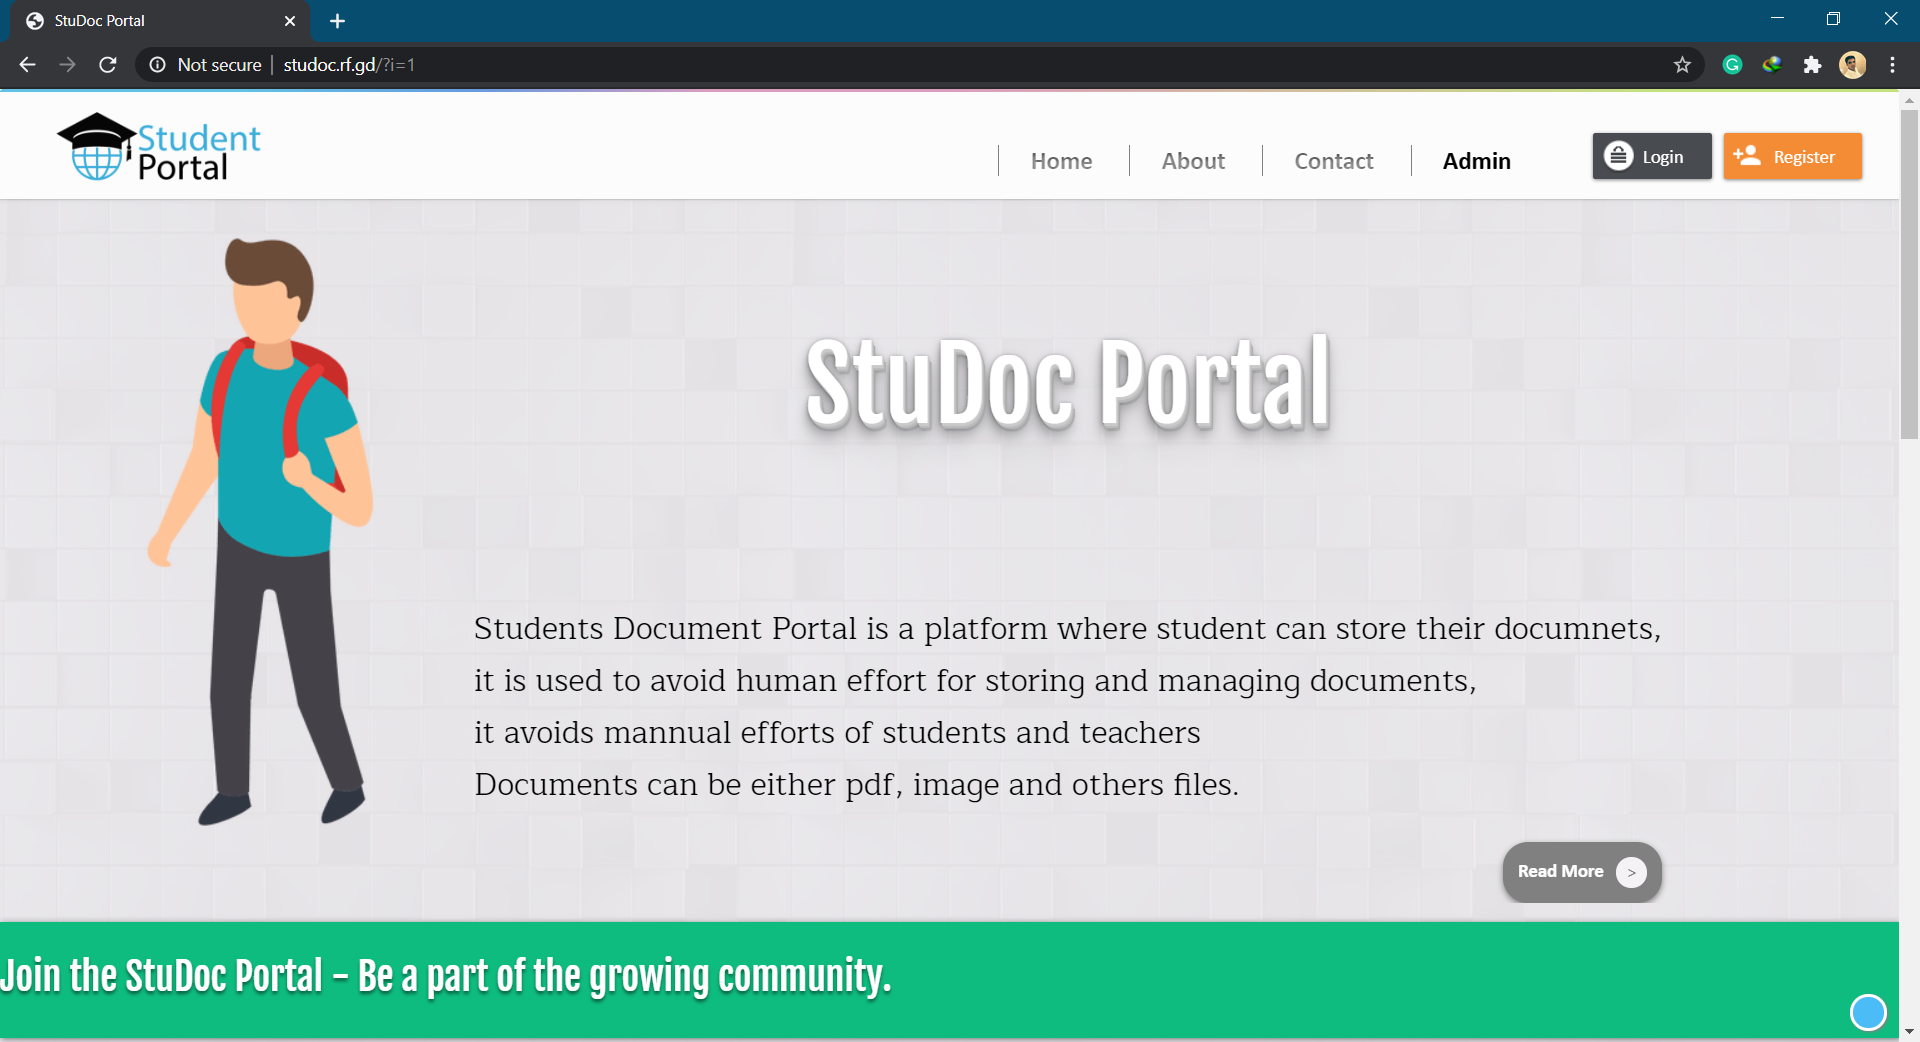 StuDoc Portal
Not secure | studoc.rf.gd/?i=1
Student
Portal
Home
About
Contact
Admin
Login
Register
StuDoc Portal
Students Document Portal is a platform where student can store their documnets,
it is used to avoid human effort for storing and managing documents,
it avoids mannual efforts of students and teachers
Documents can be either pdf, image and others files.
Read More >
Join the StuDoc Portal - Be a part of the growing community.